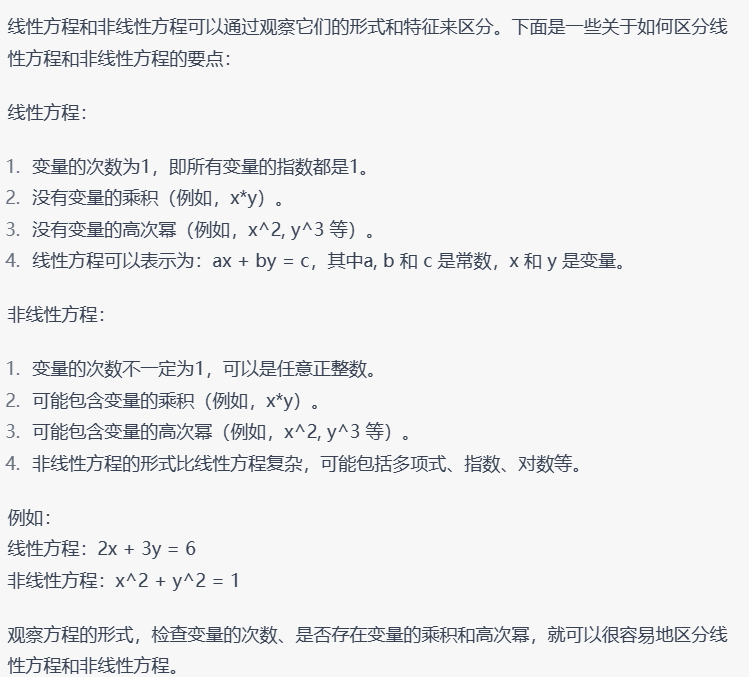 线性方程和非线性方程可以通过观察它们的形式和特征来区分。下面是一些关于如何区分线
性方程和非线性方程的要点：
线性方程：
1. 变量的次数为1，即所有变量的指数都是1。
2. 没有变量的乘积（例如，x*y）。
3. 没有变量的高次幂（例如，x^2, y^3 等）。
4. 线性方程可以表示为：ax + by = c，其中a, b 和 c 是常数，x 和 y 是变量。
非线性方程：
1. 变量的次数不一定为1，可以是任意正整数。
2. 可能包含变量的乘积（例如，x*y）。
3. 可能包含变量的高次幂（例如，x^2, y^3 等）。
4. 非线性方程的形式比线性方程复杂，可能包括多项式、指数、对数等。
例如：
线性方程：2x + 3y = 6
非线性方程：x^2 + y^2 = 1
观察方程的形式，检查变量的次数、是否存在变量的乘积和高次幂，就可以很容易地区分线
性方程和非线性方程。